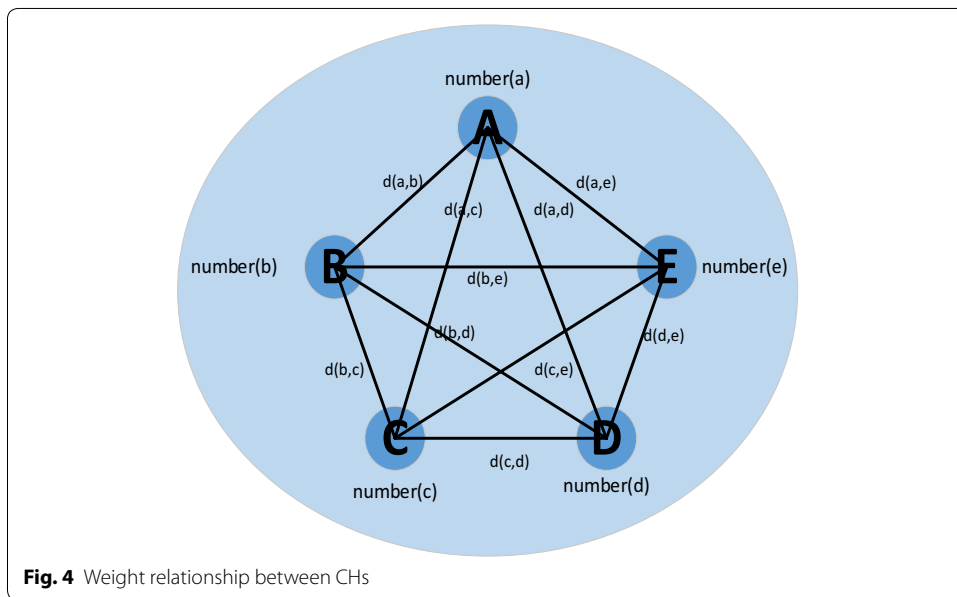 number(a)
A
d(a,b)
d(a,e)
d(a,c)
d(a,d)
number(b)
B
E
number(e)
d(b,e)
d(b,d)
d(d,e)
d(b,c)
d(c,e)
C
D
d(c,d)
number(c)
number(d)
Fig. 4 Weight relationship between CHs